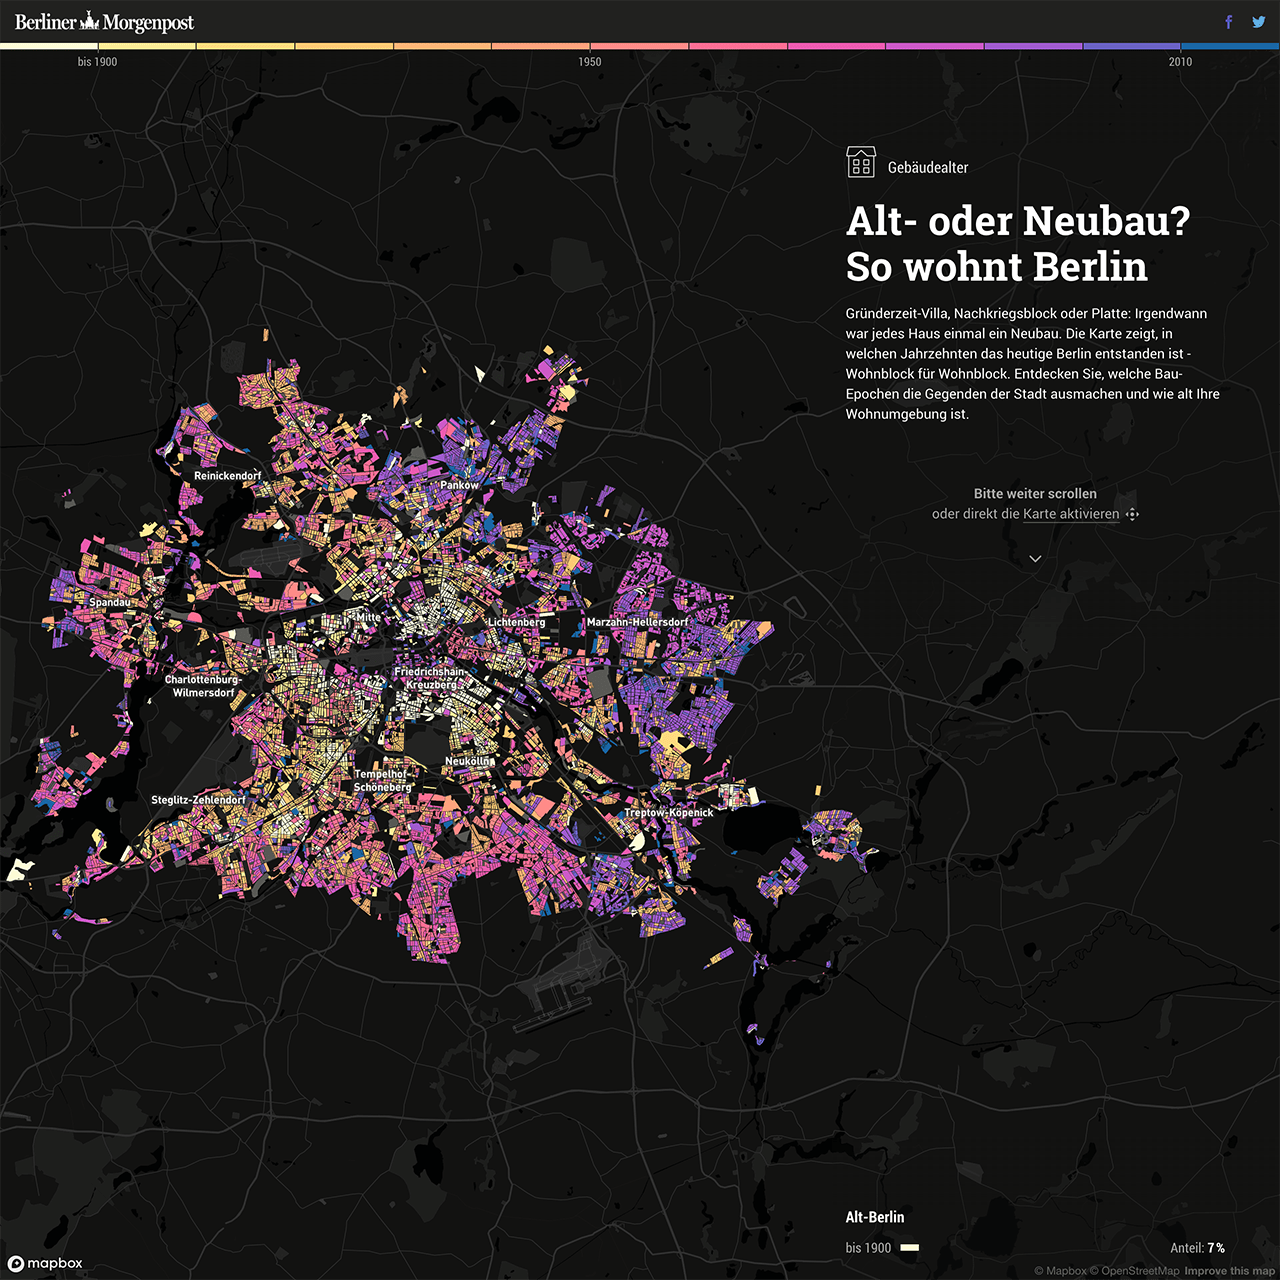 Berliner Morgenpost
bis 1900
1950
2010
Gebäudealter
Alt- oder Neubau?
So wohnt Berlin
Gründerzeit-Villa, Nachkriegsblock oder Platte: Irgendwann
war jedes Haus einmal ein Neubau. Die Karte zeigt, in
welchen Jahrzehnten das heutige Berlin entstanden ist -
Wohnblock für Wohnblock. Entdecken Sie, welche Bau-
Epochen die Gegenden der Stadt ausmachen und wie alt Ihre
Wohnumgebung ist.
Bitte weiter scrollen
oder direkt die Karte aktivieren
Reinickendorf
Pankow
Spandau
Mitte
Lichtenberg
Marzahn-Hellersdorf
Charlottenburg-
Wilmersdorf
Friedrichshain-
Kreuzberg
Neukölln
Tempelhof-
Schöneberg
Steglitz-Zehlendorf
Treptow-Köpenick
Alt-Berlin
bis 1900
Anteil: 7 %
mapbox
© Mapbox © OpenStreetMap Improve this map